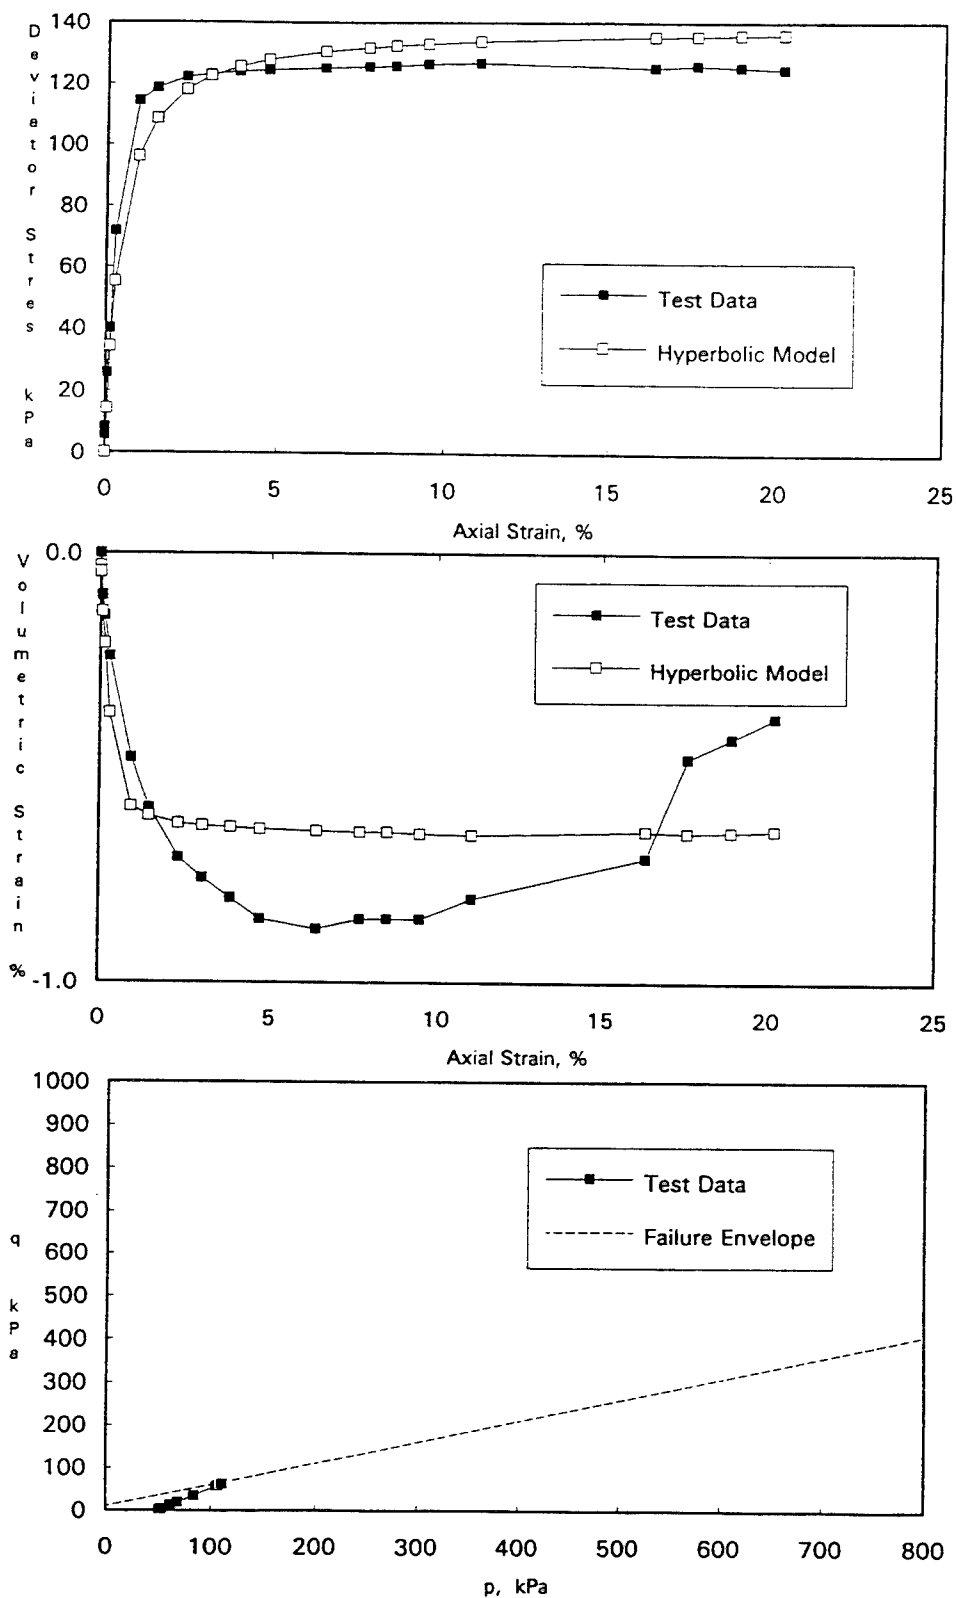 Deviator Stres kPa
140
120
100
80
60
40
20
0
Test Data
Hyperbolic Model
0 5 10 15 20 25
Axial Strain, %
Volumetric Strain %
0.0
Test Data
Hyperbolic Model
-1.0
0 5 10 15 20 25
Axial Strain, %
q kPa
1000
900
800
700
600
500
400
300
200
100
0
Test Data
Failure Envelope
0 100 200 300 400 500 600 700 800
p, kPa